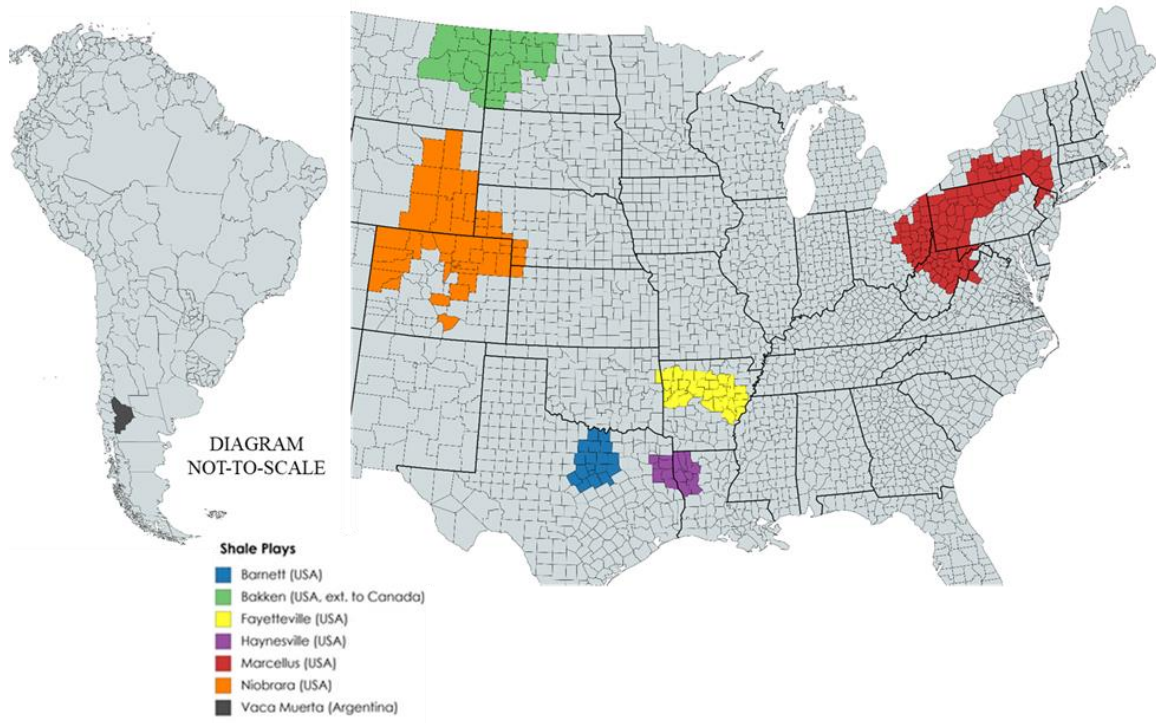 DIAGRAM
NOT-TO-SCALE
Shale Plays
Barnett (USA)
Bakken (USA, ext. to Canada)
Fayetteville (USA)
Haynesville (USA)
Marcellus (USA)
Niobrara (USA)
Vaca Muerta (Argentina)